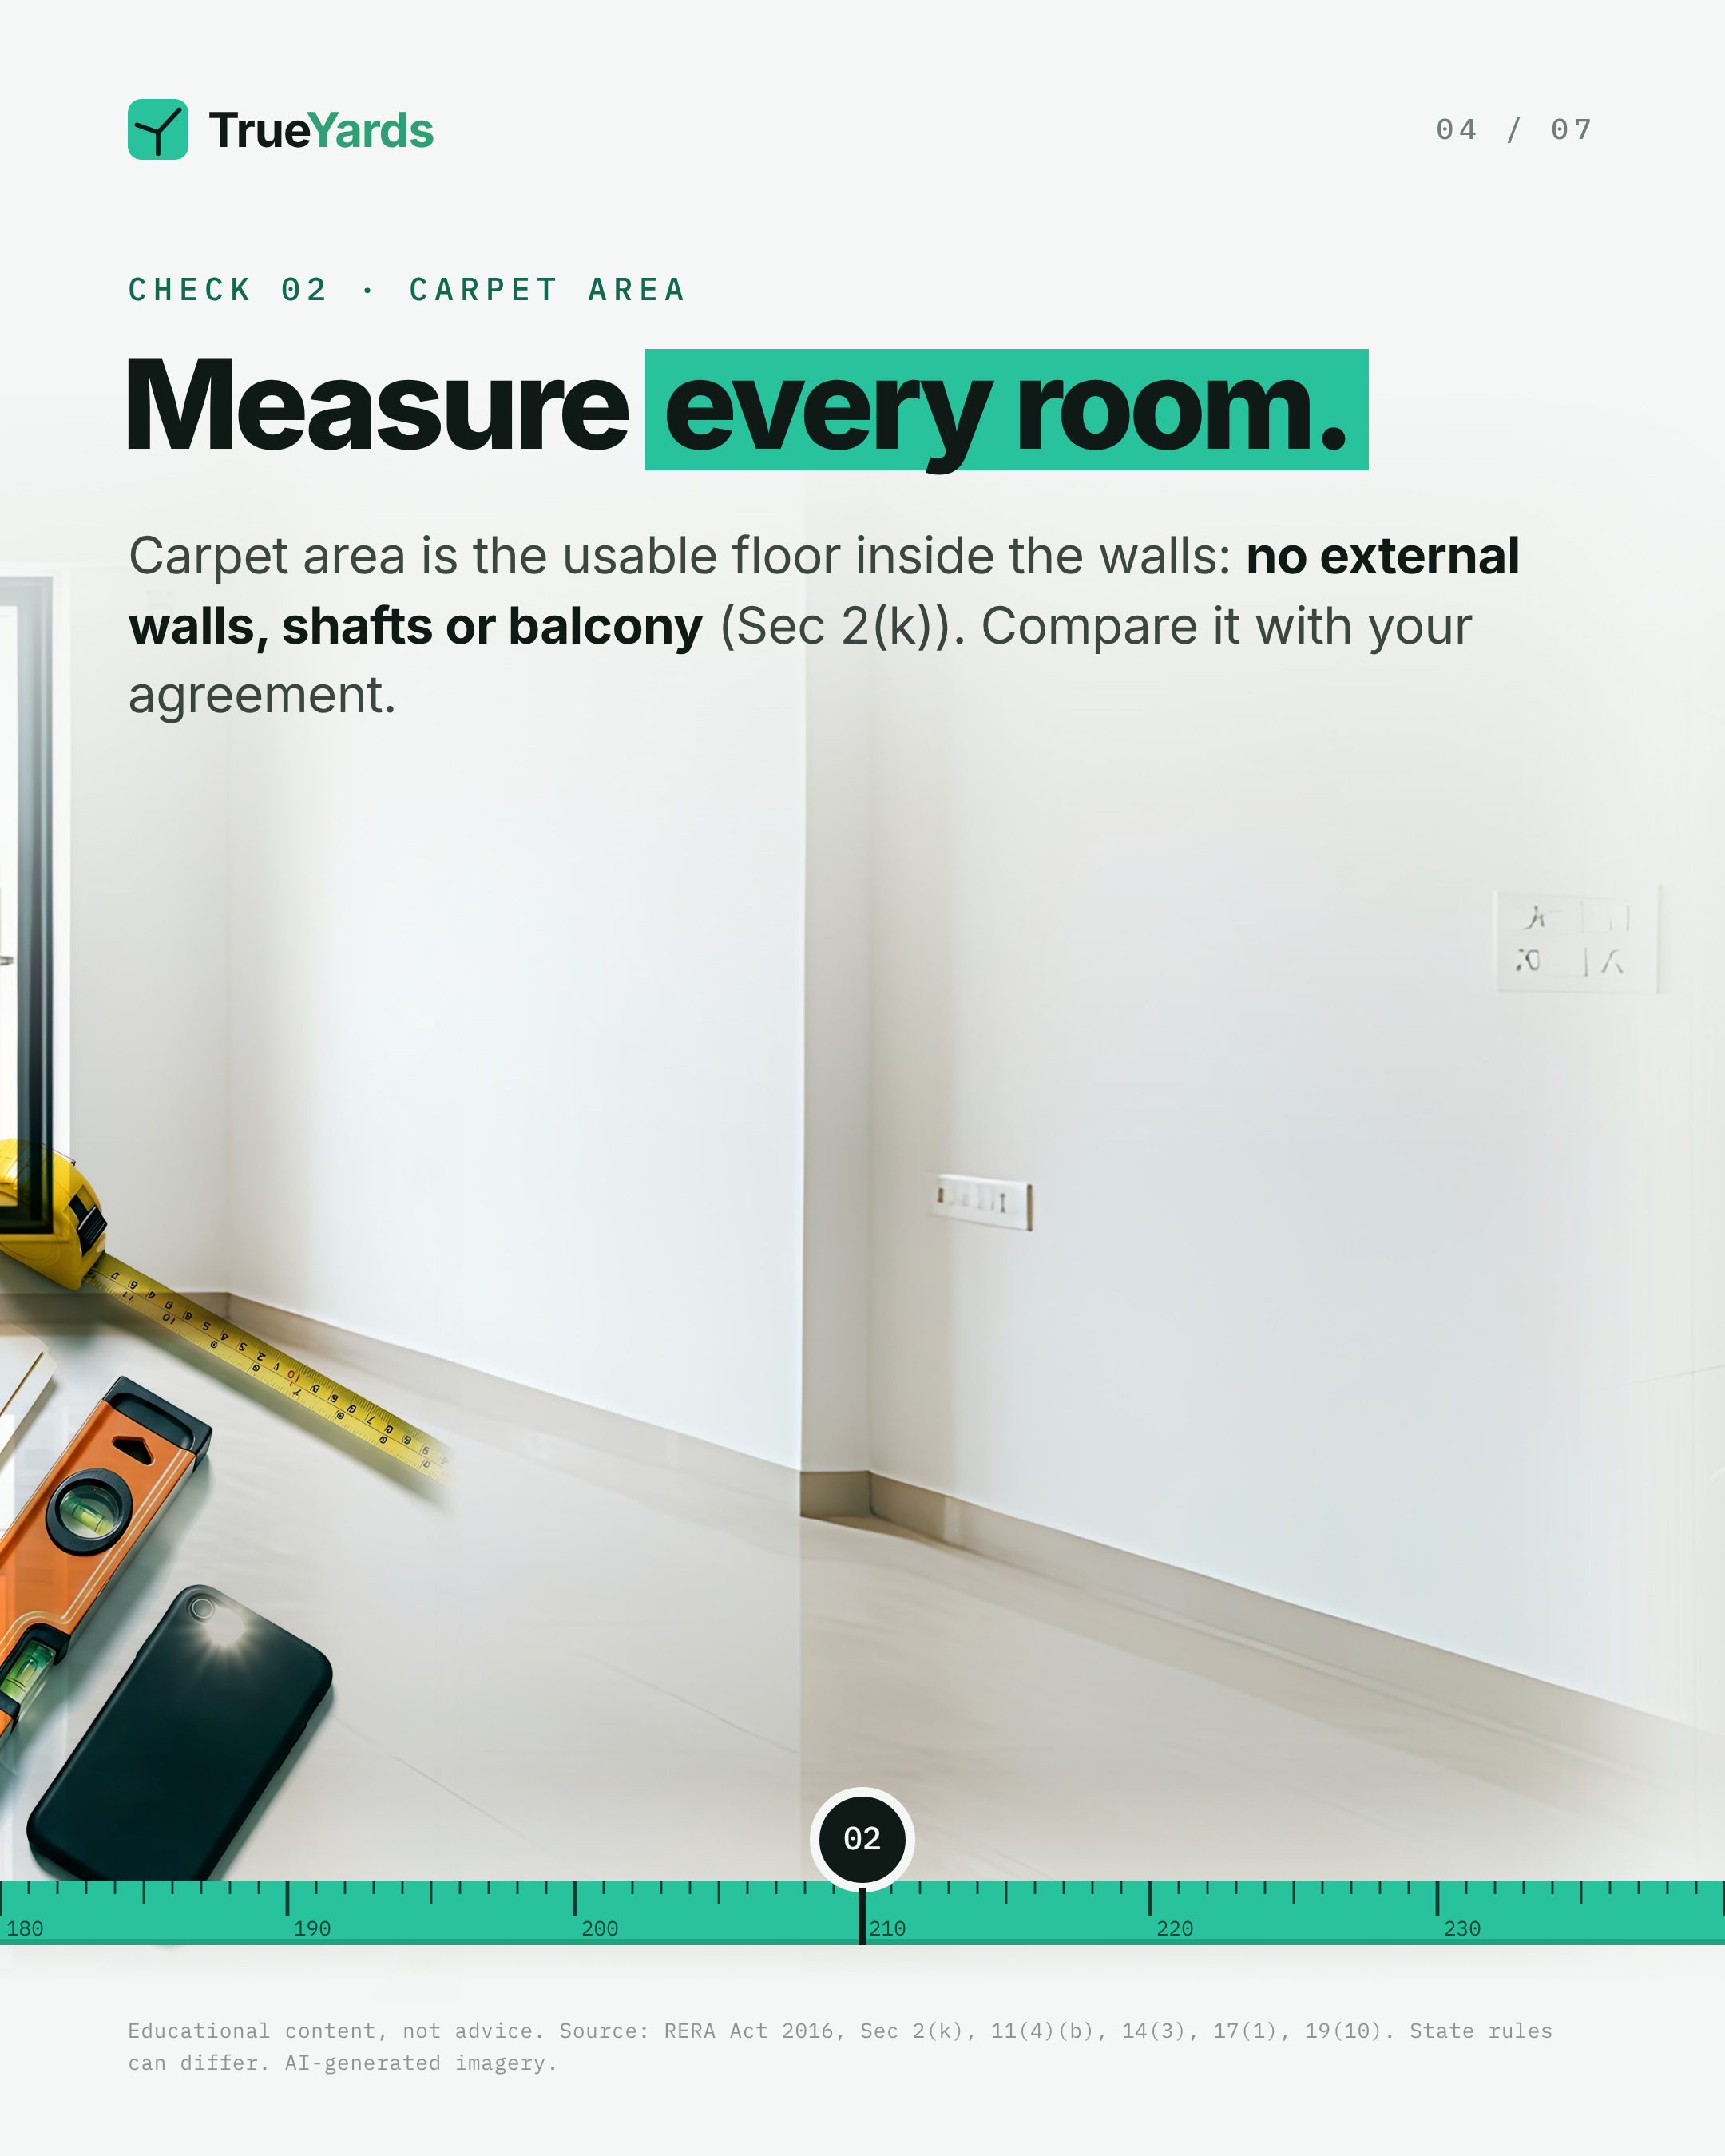 TrueYards
04 / 07
CHECK 02 · CARPET AREA
Measure every room.
Carpet area is the usable floor inside the walls: no external
walls, shafts or balcony (Sec 2(k)). Compare it with your
agreement.
02
180 190 200 210 220 230
Educational content, not advice. Source: RERA Act 2016, Sec 2(k), 11(4)(b), 14(3), 17(1), 19(10). State rules
can differ. AI-generated imagery.